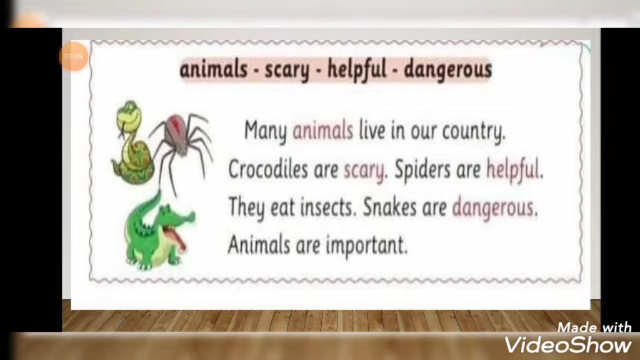 animals - scary - helpful - dangerous
Many animals live in our country.
Crocodiles are scary. Spiders are helpful.
They eat insects. Snakes are dangerous.
Animals are important.
Made with
VideoShow